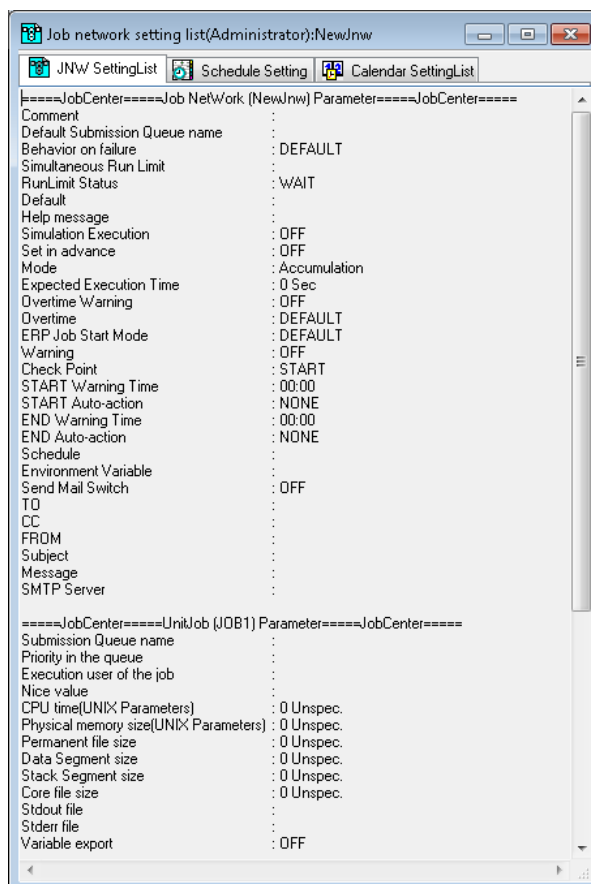 Job network setting list(Administrator):NewJnw
JNW SettingList Schedule Setting Calendar SettingList
=====JobCenter=====Job NetWork (NewJnw) Parameter=====JobCenter=====
Comment :
Default Submission Queue name :
Behavior on failure : DEFAULT
Simultaneous Run Limit :
RunLimit Status : WAIT
Default :
Help message :
Simulation Execution : OFF
Set in advance : OFF
Mode : Accumulation
Expected Execution Time : 0 Sec
Overtime Warning : OFF
Overtime : DEFAULT
ERP Job Start Mode : DEFAULT
Warning : OFF
Check Point : START
START Warning Time : 00:00
START Auto-action : NONE
END Warning Time : 00:00
END Auto-action : NONE
Schedule :
Environment Variable :
Send Mail Switch : OFF
TO :
CC :
FROM :
Subject :
Message :
SMTP Server :
=====JobCenter=====UnitJob (JOB1) Parameter=====JobCenter=====
Submission Queue name :
Priority in the queue :
Execution user of the job :
Nice value :
CPU time(UNIX Parameters) : 0 Unspec.
Physical memory size(UNIX Parameters) : 0 Unspec.
Permanent file size : 0 Unspec.
Data Segment size : 0 Unspec.
Stack Segment size : 0 Unspec.
Core file size : 0 Unspec.
Stdout file :
Stderr file :
Variable export : OFF